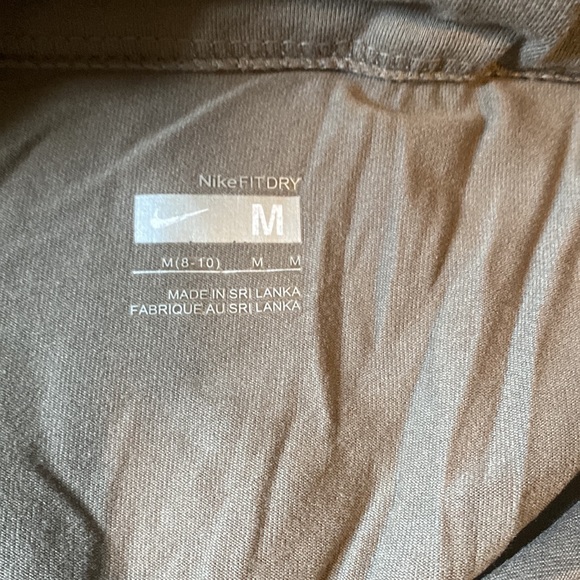 NikeFITDRY
M
M(8-10) M M
MADE IN SRI LANKA
FABRIQUE AU SRI LANKA